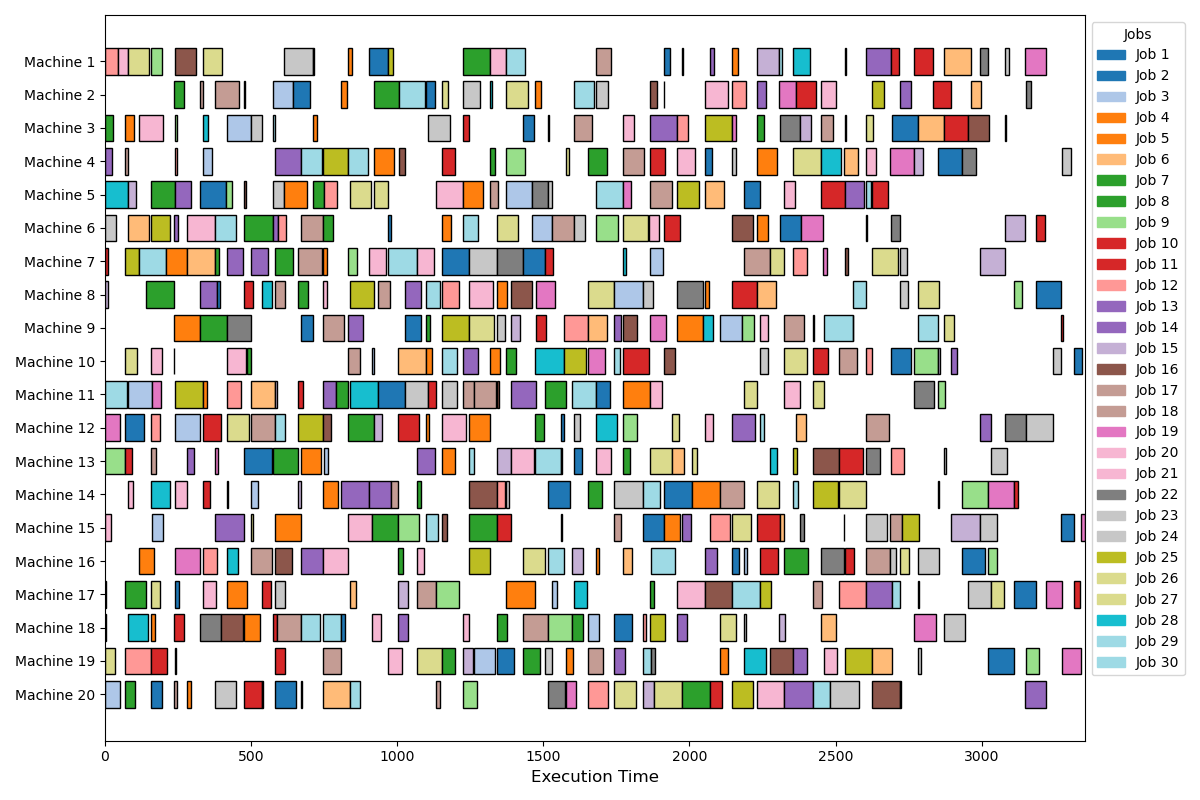 Machine 1
Machine 2
Machine 3
Machine 4
Machine 5
Machine 6
Machine 7
Machine 8
Machine 9
Machine 10
Machine 11
Machine 12
Machine 13
Machine 14
Machine 15
Machine 16
Machine 17
Machine 18
Machine 19
Machine 20
0 500 1000 1500 2000 2500 3000
Execution Time
Jobs
Job 1
Job 2
Job 3
Job 4
Job 5
Job 6
Job 7
Job 8
Job 9
Job 10
Job 11
Job 12
Job 13
Job 14
Job 15
Job 16
Job 17
Job 18
Job 19
Job 20
Job 21
Job 22
Job 23
Job 24
Job 25
Job 26
Job 27
Job 28
Job 29
Job 30